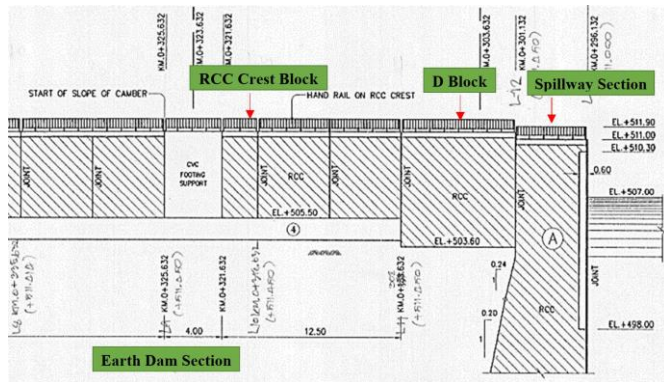 KM.0+325.632
KM.0+323.632
KM.0+321.632
KM.0+303.632
L-12
KM.0+301.132
KM.0+296.132
RCC Crest Block
D Block
Spillway Section
START OF SLOPE OF CAMBER
HAND RAIL ON RCC CREST
EL.+511.90
EL.+511.00
EL.+510.30
JOINT
JOINT
CVC
FOOTING
SUPPORT
JOINT
RCC
JOINT
RCC
JOINT
0.60
EL.+507.00
EL.+505.50
4
EL.+503.60
A
JOINT
0.24
1
0.20
1
RCC
EL.+498.00
KM.0+325.632
KM.0+321.632
4.00
12.50
Earth Dam Section